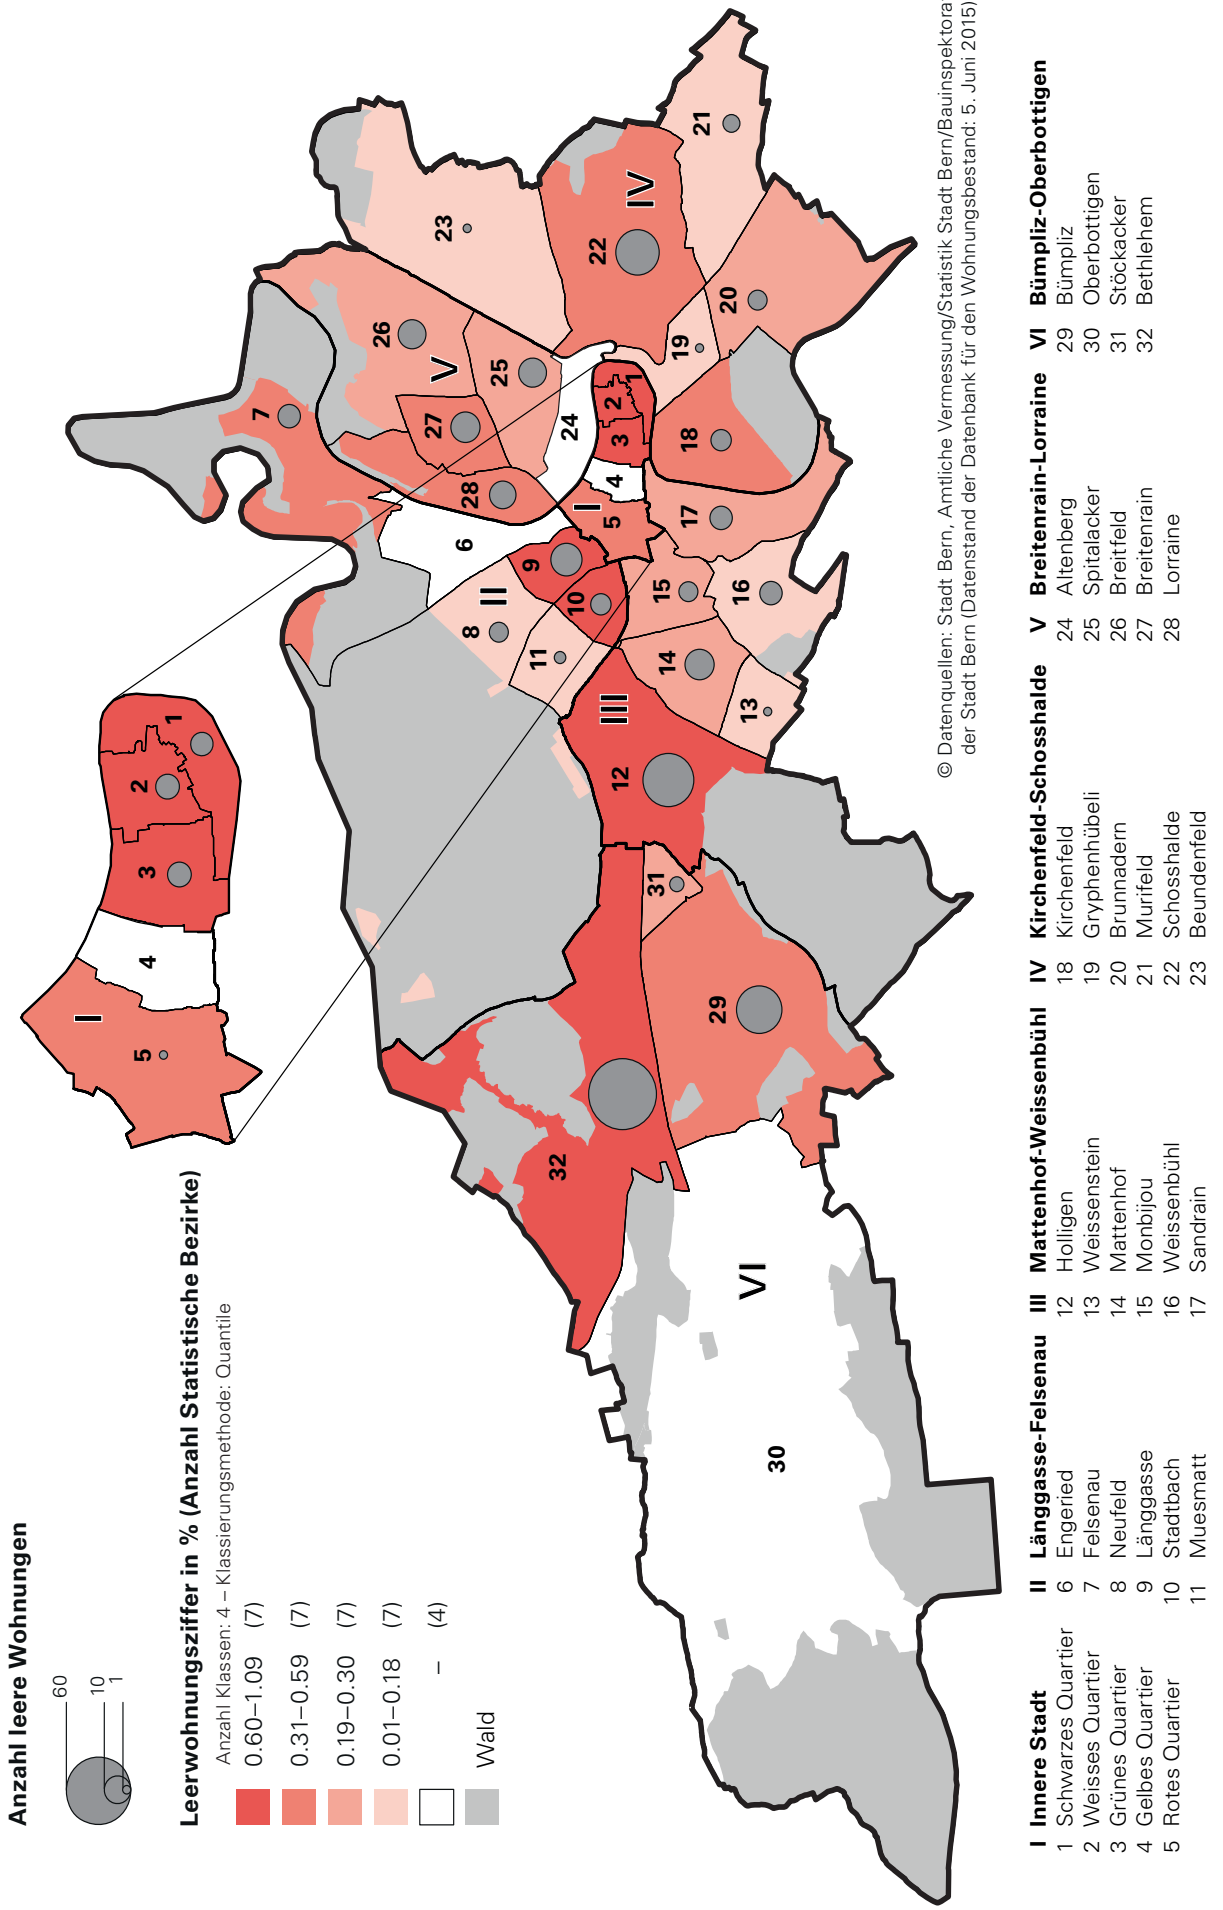 Anzahl leere Wohnungen
60
10
1
Leerwohnungsziffer in % (Anzahl Statistische Bezirke)
Anzahl Klassen: 4 – Klassierungsmethode: Quantile
0.60–1.09 (7)
0.31–0.59 (7)
0.19–0.30 (7)
0.01–0.18 (7)
– (4)
Wald
I
1
2
3
4
5
I
1
2
3
4
5
II
6
7
8
9
10
11
III
12
13
14
15
16
17
IV
18
19
20
21
22
23
V
24
25
26
27
28
VI
29
30
31
32
© Datenquellen: Stadt Bern, Amtliche Vermessung/Statistik Stadt Bern/Bauinspektora
der Stadt Bern (Datenstand der Datenbank für den Wohnungsbestand: 5. Juni 2015)
I Innere Stadt
1 Schwarzes Quartier
2 Weisses Quartier
3 Grünes Quartier
4 Gelbes Quartier
5 Rotes Quartier
II Länggasse-Felsenau
6 Engeried
7 Felsenau
8 Neufeld
9 Länggasse
10 Stadtbach
11 Muesmatt
III Mattenhof-Weissenbühl
12 Holligen
13 Weissenstein
14 Mattenhof
15 Monbijou
16 Weissenbühl
17 Sandrain
IV Kirchenfeld-Schosshalde
18 Kirchenfeld
19 Gryphenhübeli
20 Brunnadern
21 Murifeld
22 Schosshalde
23 Beundenfeld
V Breitenrain-Lorraine
24 Altenberg
25 Spitalacker
26 Breitfeld
27 Breitenrain
28 Lorraine
VI Bümpliz-Oberbottigen
29 Bümpliz
30 Oberbottigen
31 Stöckacker
32 Bethlehem